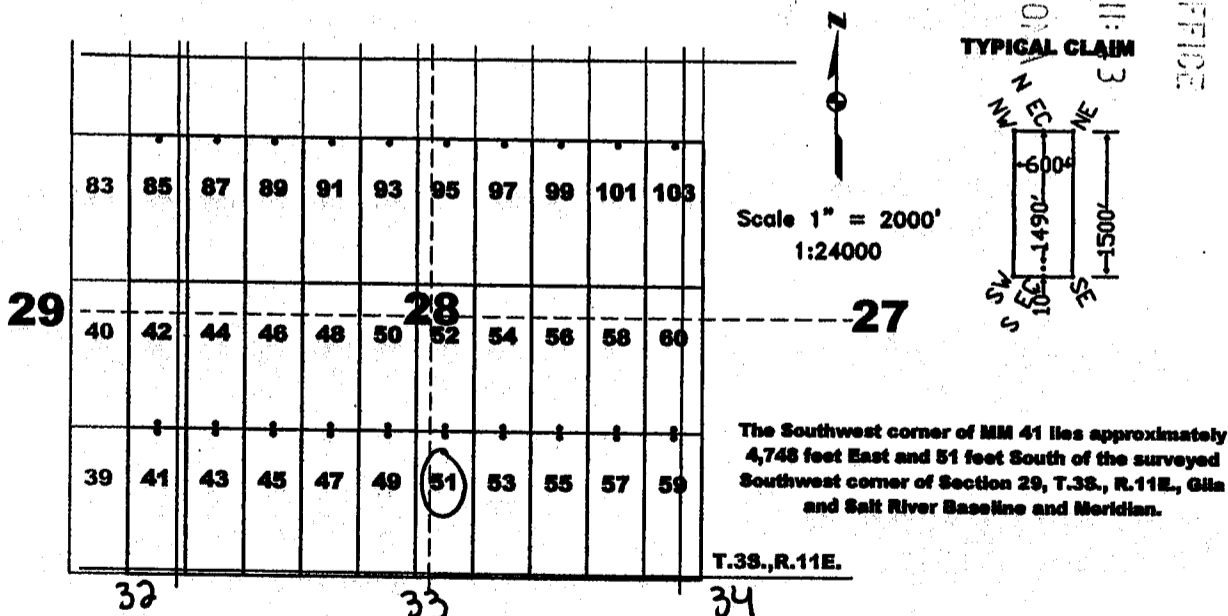 N
TYPICAL CLAIM
NW
N EC
NE
600'
1490'
1500'
10'
SW
S EC
SE
Scale 1" = 2000'
1:24000
83 85 87 89 91 93 95 97 99 101 103
29 28 27
40 42 44 46 48 50 52 54 56 58 60
39 41 43 45 47 49 51 53 55 57 59
The Southwest corner of MM 41 lies approximately
4,748 feet East and 51 feet South of the surveyed
Southwest corner of Section 29, T.3S., R.11E., Gila
and Salt River Baseline and Meridian.
T.3S.,R.11E.
32 33 34